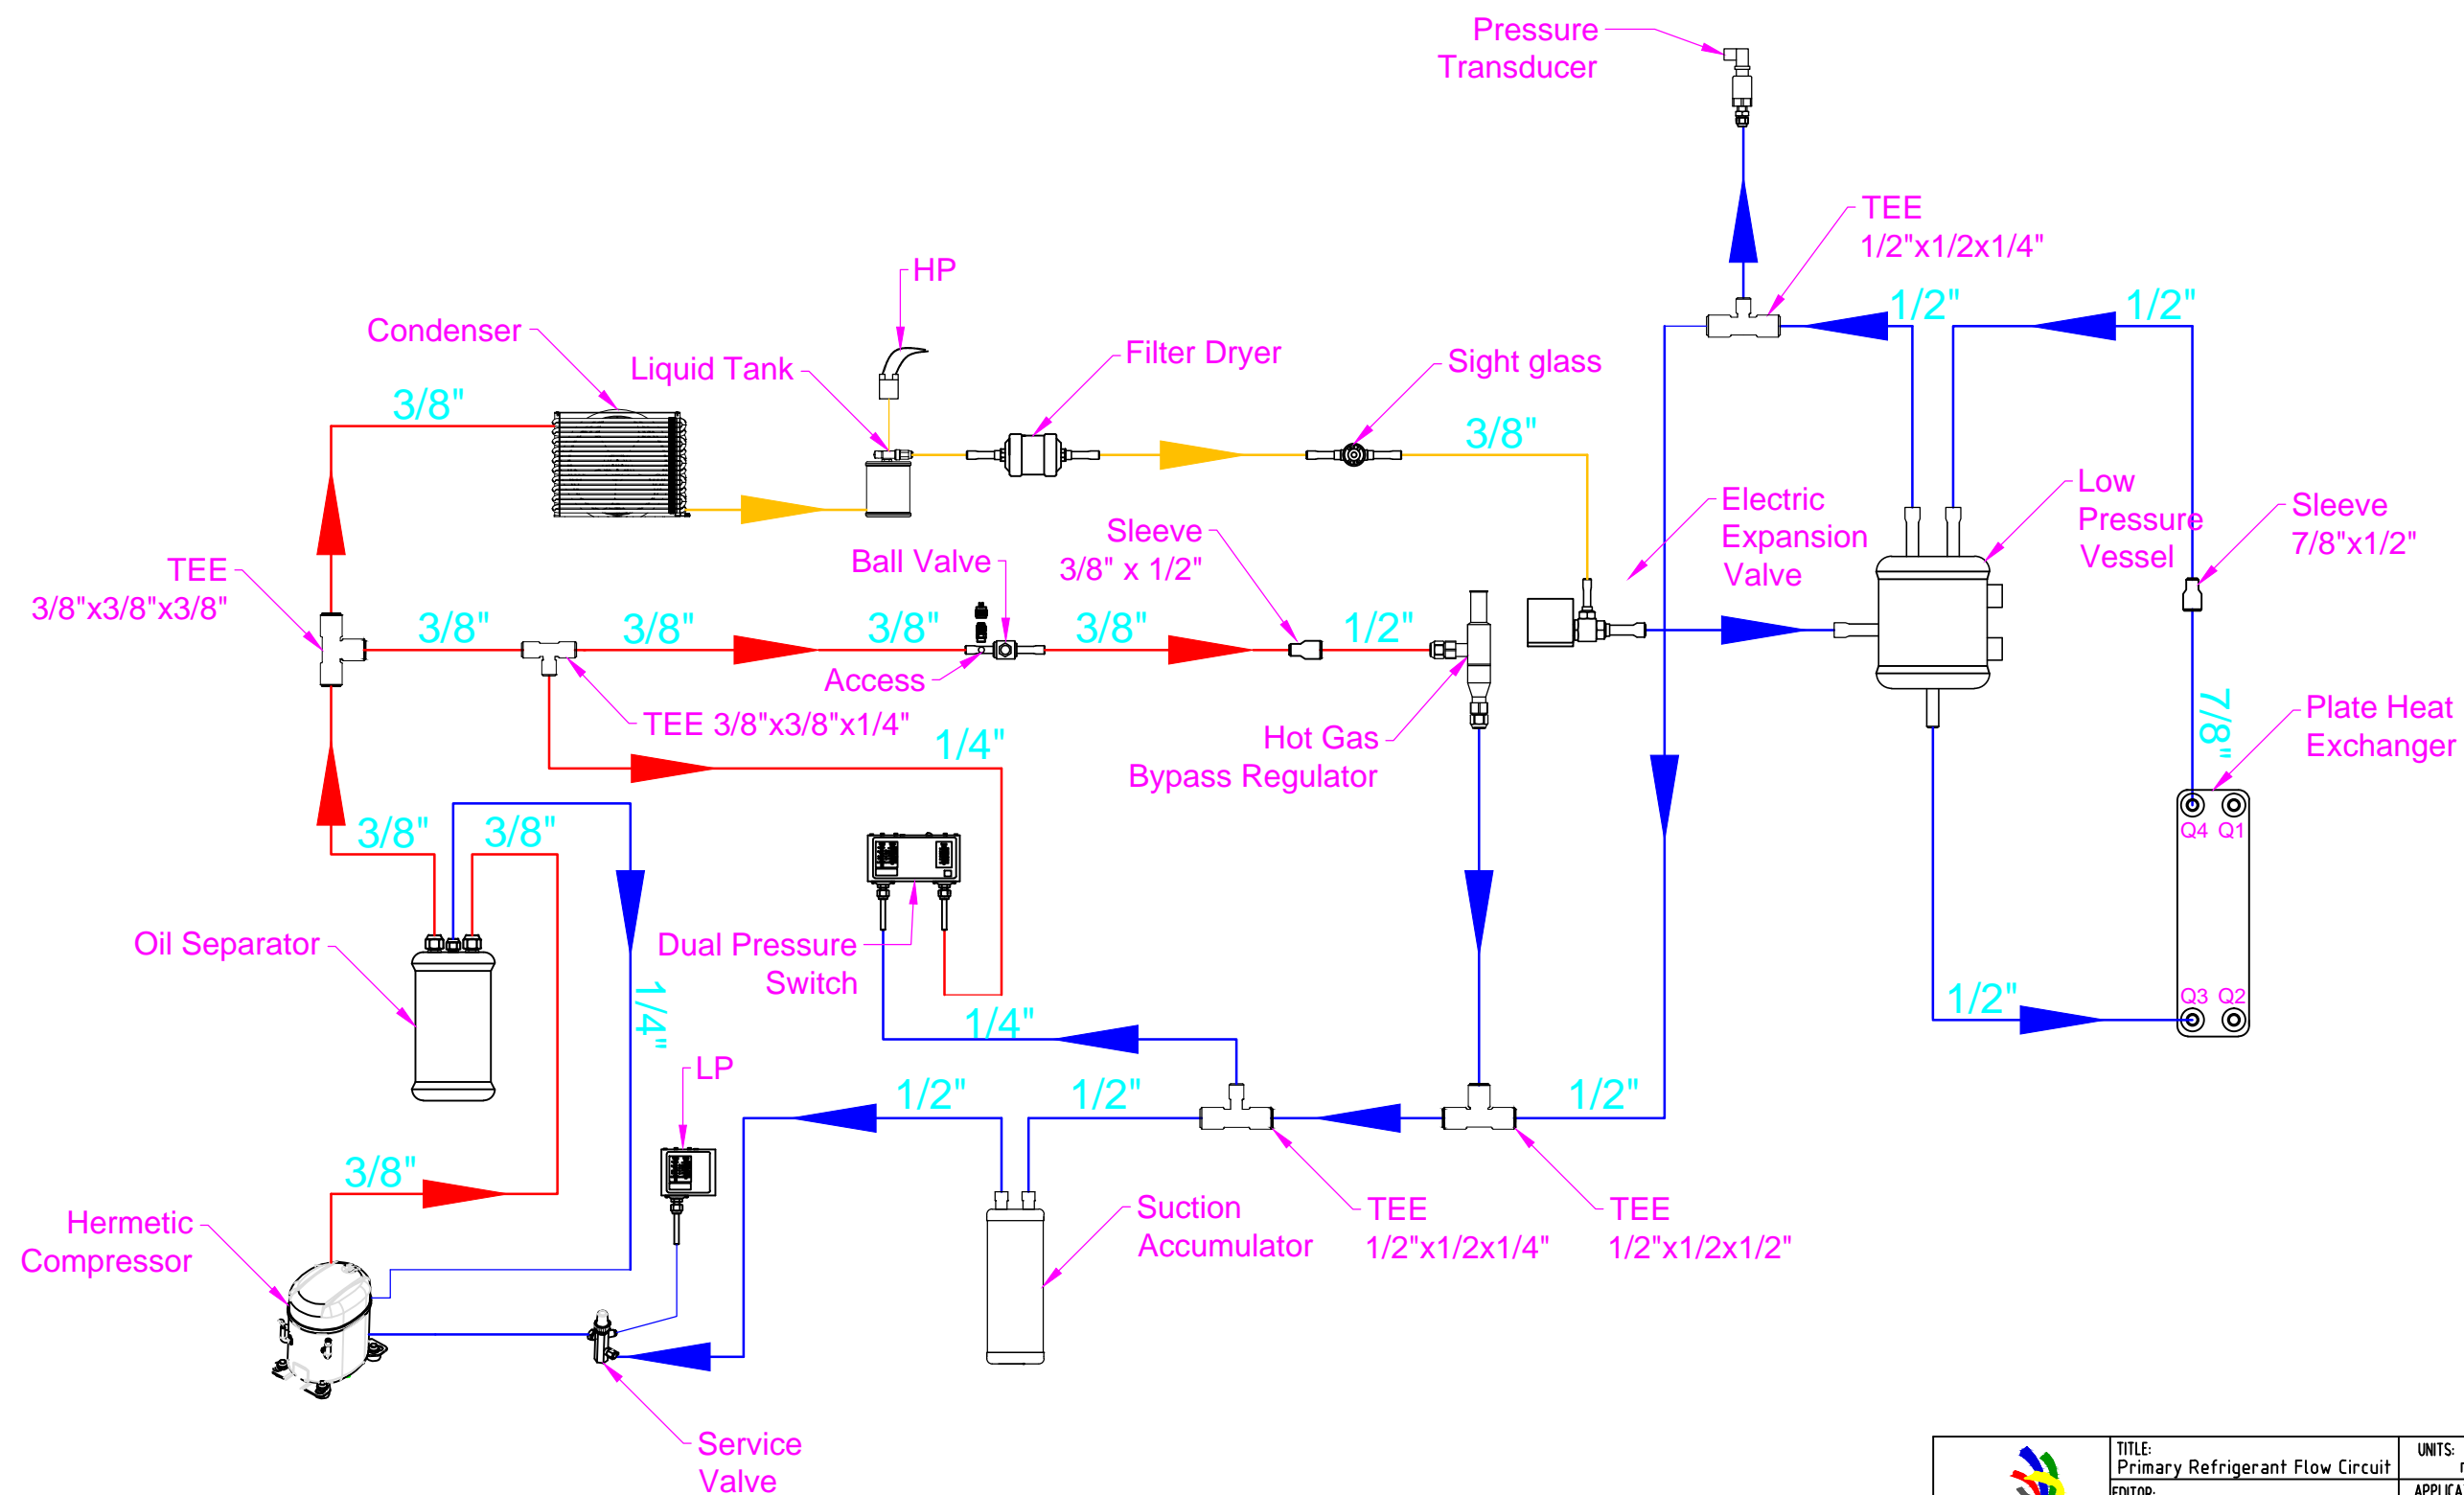 Pressure
Transducer
TEE
1/2"x1/2x1/4"
HP
1/2"
1/2"
Condenser
Liquid Tank
Filter Dryer
Sight glass
3/8"
3/8"
Electric
Expansion
Valve
Low
Pressure
Vessel
Sleeve
7/8"x1/2"
Sleeve
3/8" x 1/2"
Ball Valve
TEE
3/8"x3/8"x3/8"
3/8"
3/8"
3/8"
3/8"
1/2"
Access
TEE 3/8"x3/8"x1/4"
7/8"
Plate Heat
Exchanger
1/4"
Hot Gas
Bypass Regulator
3/8"
3/8"
Q4 Q1
Oil Separator
Dual Pressure
Switch
1/4"
1/4"
1/2"
Q3 Q2
LP
1/2"
1/2"
1/2"
3/8"
Hermetic
Compressor
Suction
Accumulator
TEE
1/2"x1/2x1/4"
TEE
1/2"x1/2x1/2"
Service
Valve
TITLE:
Primary Refrigerant Flow Circuit
UNITS:
EDITOR:
APPLICA